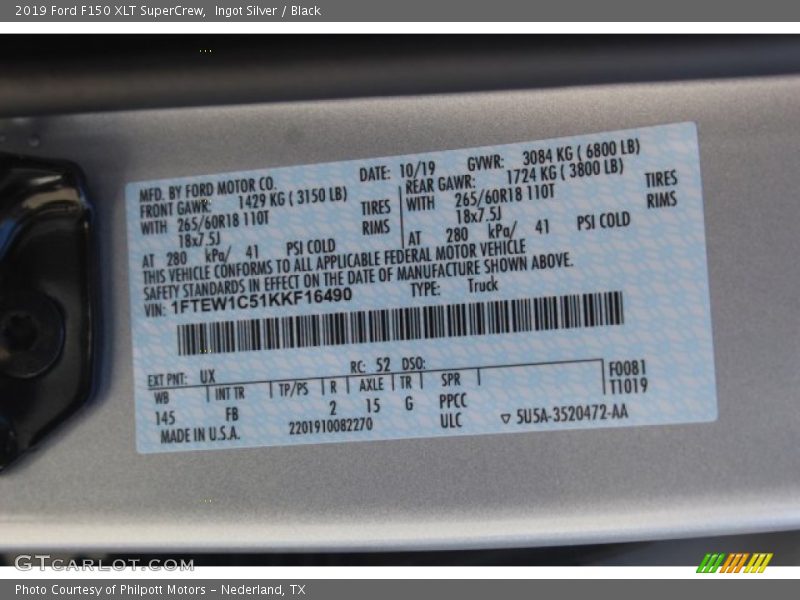 2019 Ford F150 XLT SuperCrew, Ingot Silver / Black
MFD. BY FORD MOTOR CO.
DATE: 10/19
GVWR: 3084 KG ( 6800 LB)
FRONT GAWR: 1429 KG ( 3150 LB)
REAR GAWR: 1724 KG ( 3800 LB)
WITH 265/60R18 110T TIRES
WITH 265/60R18 110T TIRES
18x7.5J RIMS
18x7.5J RIMS
AT 280 kPa/ 41 PSI COLD
AT 280 kPa/ 41 PSI COLD
THIS VEHICLE CONFORMS TO ALL APPLICABLE FEDERAL MOTOR VEHICLE
SAFETY STANDARDS IN EFFECT ON THE DATE OF MANUFACTURE SHOWN ABOVE.
VIN: 1FTEW1C51KKF16490
TYPE: Truck
EXT PNT: UX RC: 52 DSO:
WB INT TR TP/PS R AXLE TR SPR
F0081
T1019
145 FB 2 15 G PPCC
MADE IN U.S.A. 2201910082270 ULC
▽ 5U5A-3520472-AA
GTCARLOT.COM
Photo Courtesy of Philpott Motors - Nederland, TX